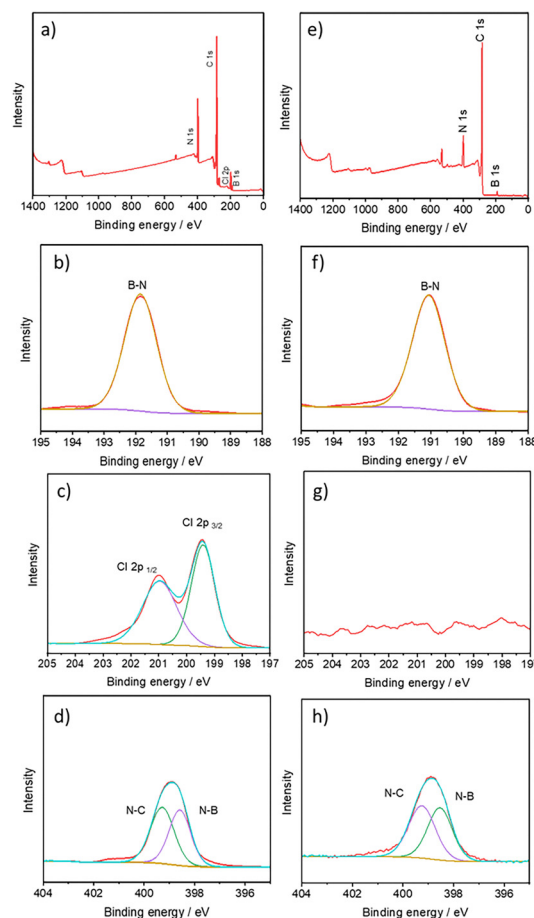 a)
C 1s
N 1s
Cl 2p
B 1s
Intensity
1400 1200 1000 800 600 400 200 0
Binding energy / eV
e)
C 1s
N 1s
B 1s
Intensity
1400 1200 1000 800 600 400 200 0
Binding energy / eV
b)
B-N
Intensity
195 194 193 192 191 190 189 188
Binding energy / eV
f)
B-N
Intensity
195 194 193 192 191 190 189 188
Binding energy / eV
c)
Cl 2p 3/2
Cl 2p 1/2
Intensity
205 204 203 202 201 200 199 198 197
Binding energy / eV
g)
Intensity
205 204 203 202 201 200 199 198 197
Binding energy / eV
d)
N-C N-B
Intensity
404 402 400 398 396
Binding energy / eV
h)
N-C N-B
Intensity
404 402 400 398 396
Binding energy / eV